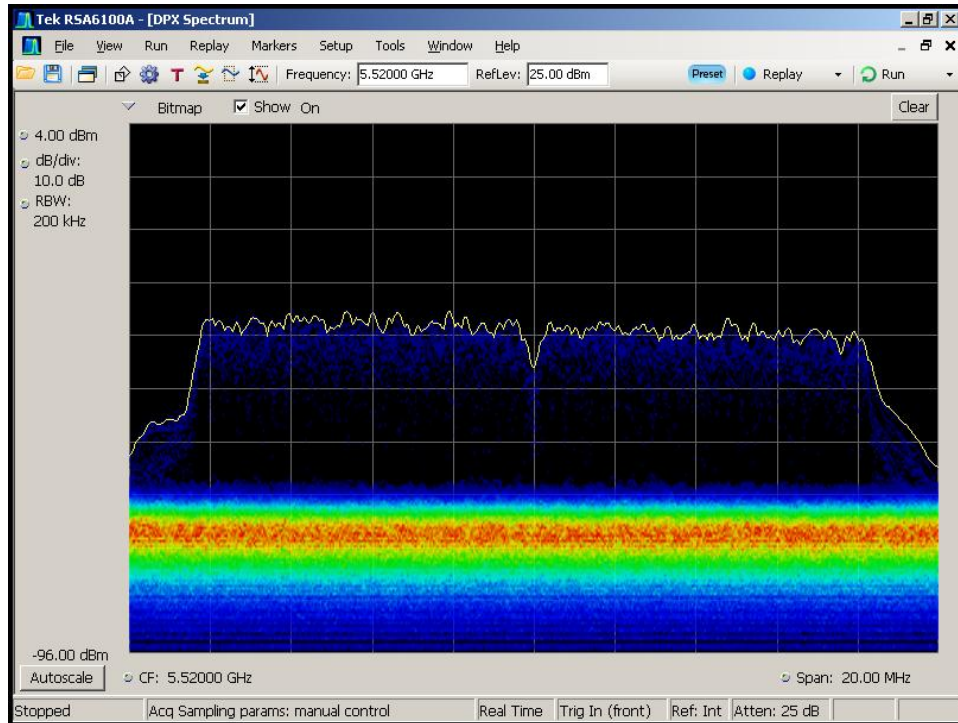 Tek RSA6100A - [DPX Spectrum]
File View Run Replay Markers Setup Tools Window Help
T Frequency: 5.52000 GHz RefLev: 25.00 dBm Preset Replay Run
Bitmap Show On Clear
4.00 dBm
dB/div:
10.0 dB
RBW:
200 kHz
-96.00 dBm
Autoscale CF: 5.52000 GHz Span: 20.00 MHz
Stopped Acq Sampling params: manual control Real Time Trig In (front) Ref: Int Atten: 25 dB